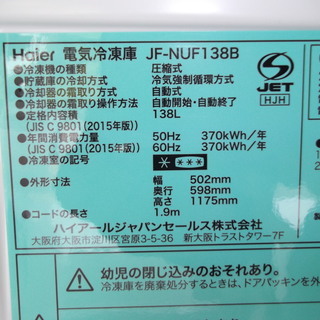 Haier 電気冷凍庫 JF-NUF138B
●冷凍機の種類 圧縮式
●貯蔵庫の冷却方式 冷気強制循環方式
●冷却器の霜取り方式 自動式
●冷却器の霜取り操作方法 自動開始・自動終了
●定格内容積 138L
(JIS C 9801(2015年版))
●年間消費電力量 50Hz 370kWh/年
(JIS C 9801(2015年版)) 60Hz 370kWh/年
●冷凍室の記号 * ***
●外形寸法 幅 502mm
奥行 598mm
高さ 1175mm
●コードの長さ 1.9m
ハイアールジャパンセールス株式会社
大阪府大阪市淀川区宮原3-5-36 新大阪トラストタワー7F
S
JET
HJH
幼児の閉じ込めのおそれあり。
冷凍庫を廃棄処分するときは、ドアパッキンを外